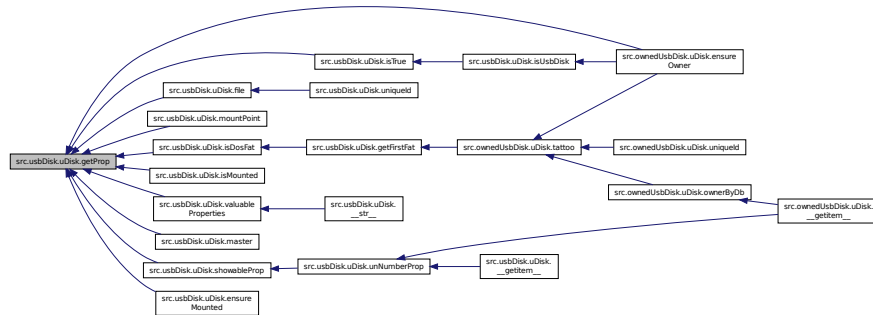 src.ownedUsbDisk.uDisk.ensure
Owner
src.usbDisk.uDisk.isTrue
src.usbDisk.uDisk.isUsbDisk
src.usbDisk.uDisk.file
src.usbDisk.uDisk.uniqueId
src.usbDisk.uDisk.mountPoint
src.usbDisk.uDisk.isDosFat
src.usbDisk.uDisk.getFirstFat
src.ownedUsbDisk.uDisk.tattoo
src.ownedUsbDisk.uDisk.uniqueId
src.usbDisk.uDisk.getProp
src.usbDisk.uDisk.isMounted
src.ownedUsbDisk.uDisk.ownerByDb
src.usbDisk.uDisk.valuable
Properties
src.usbDisk.uDisk.
__str__
src.ownedUsbDisk.uDisk.
__getitem__
src.usbDisk.uDisk.master
src.usbDisk.uDisk.showableProp
src.usbDisk.uDisk.unNumberProp
src.usbDisk.uDisk.
__getitem__
src.usbDisk.uDisk.ensure
Mounted